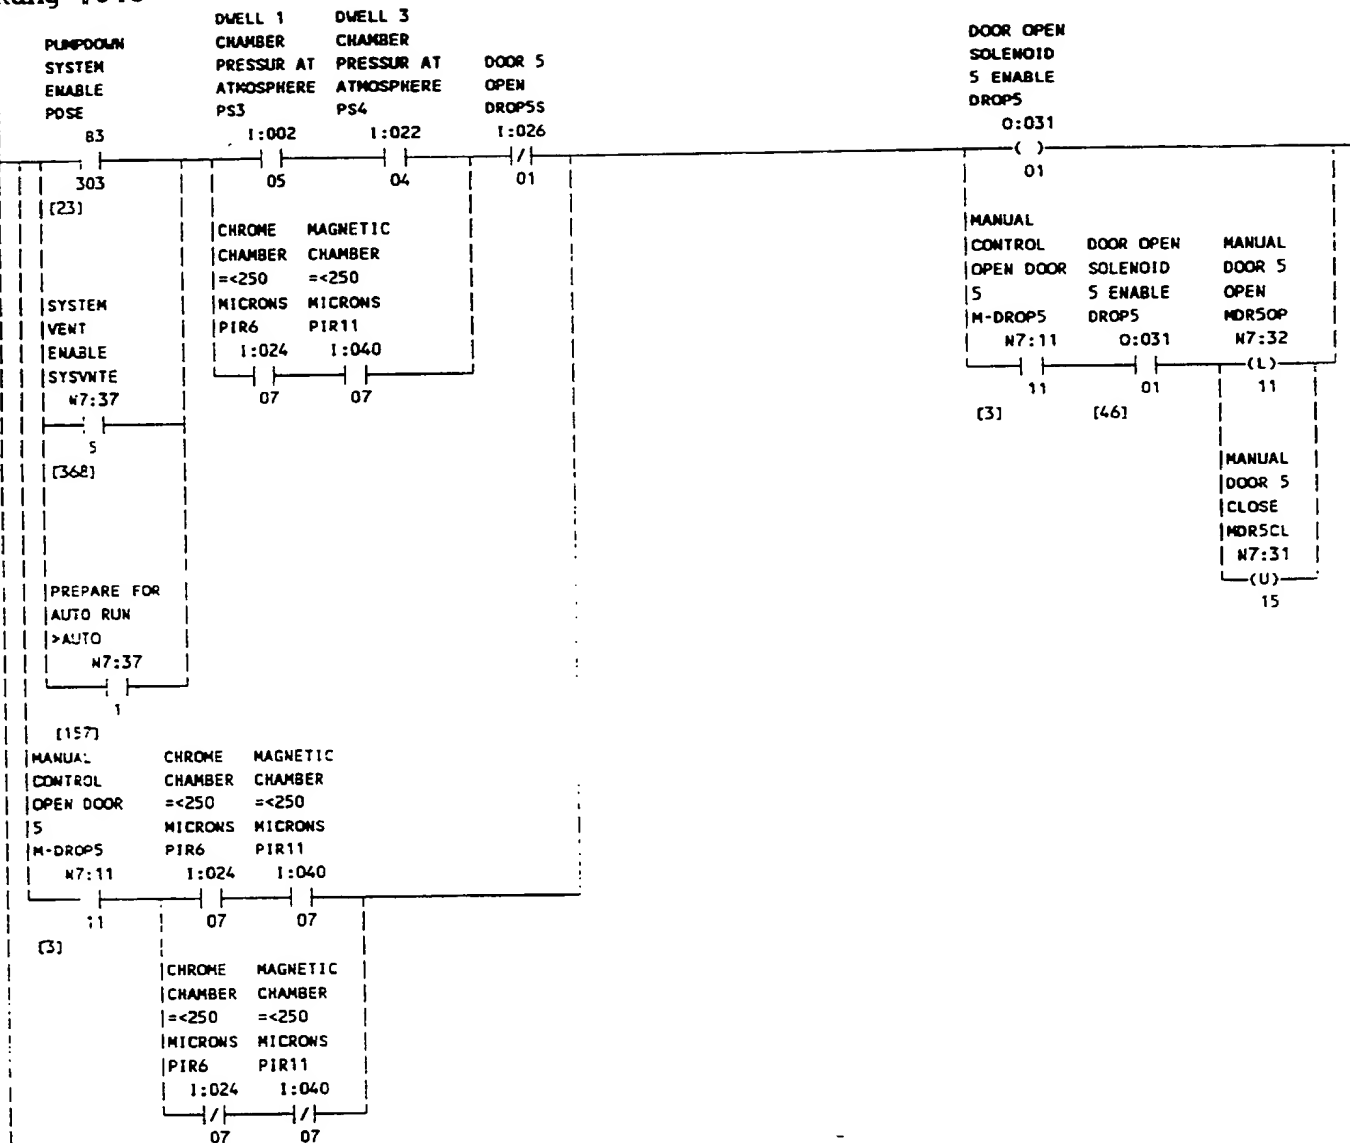 DWELL 1 DWELL 3
CHAMBER CHAMBER
PUMPDOWN PRESSUR AT PRESSUR AT DOOR 5
SYSTEM ATMOSPHERE ATMOSPHERE OPEN
ENABLE PS3 PS4 DROP5S
POSE I:002 I:022 I:026
B3 05 04 01
303
[23]
DOOR OPEN
SOLENOID
5 ENABLE
DROP5
O:031
( )
01
CHROME MAGNETIC
CHAMBER CHAMBER
=<250 =<250
MICRONS MICRONS
PIR6 PIR11
I:024 I:040
07 07
SYSTEM
VENT
ENABLE
SYSVNTE
N7:37
5
[368]
MANUAL
CONTROL DOOR OPEN MANUAL
OPEN DOOR SOLENOID DOOR 5
5 5 ENABLE OPEN
M-DROP5 DROP5 MDR5OP
N7:11 O:031 N7:32
(L)
11 01 11
[3] [46]
MANUAL
DOOR 5
CLOSE
MDR5CL
N7:31
(U)
15
PREPARE FOR
AUTO RUN
>AUTO
N7:37
1
[157]
MANUAL CHROME MAGNETIC
CONTROL CHAMBER CHAMBER
OPEN DOOR =<250 =<250
5 MICRONS MICRONS
M-DROP5 PIR6 PIR11
N7:11 I:024 I:040
11 07 07
[3]
CHROME MAGNETIC
CHAMBER CHAMBER
=<250 =<250
MICRONS MICRONS
PIR6 PIR11
I:024 I:040
07 07